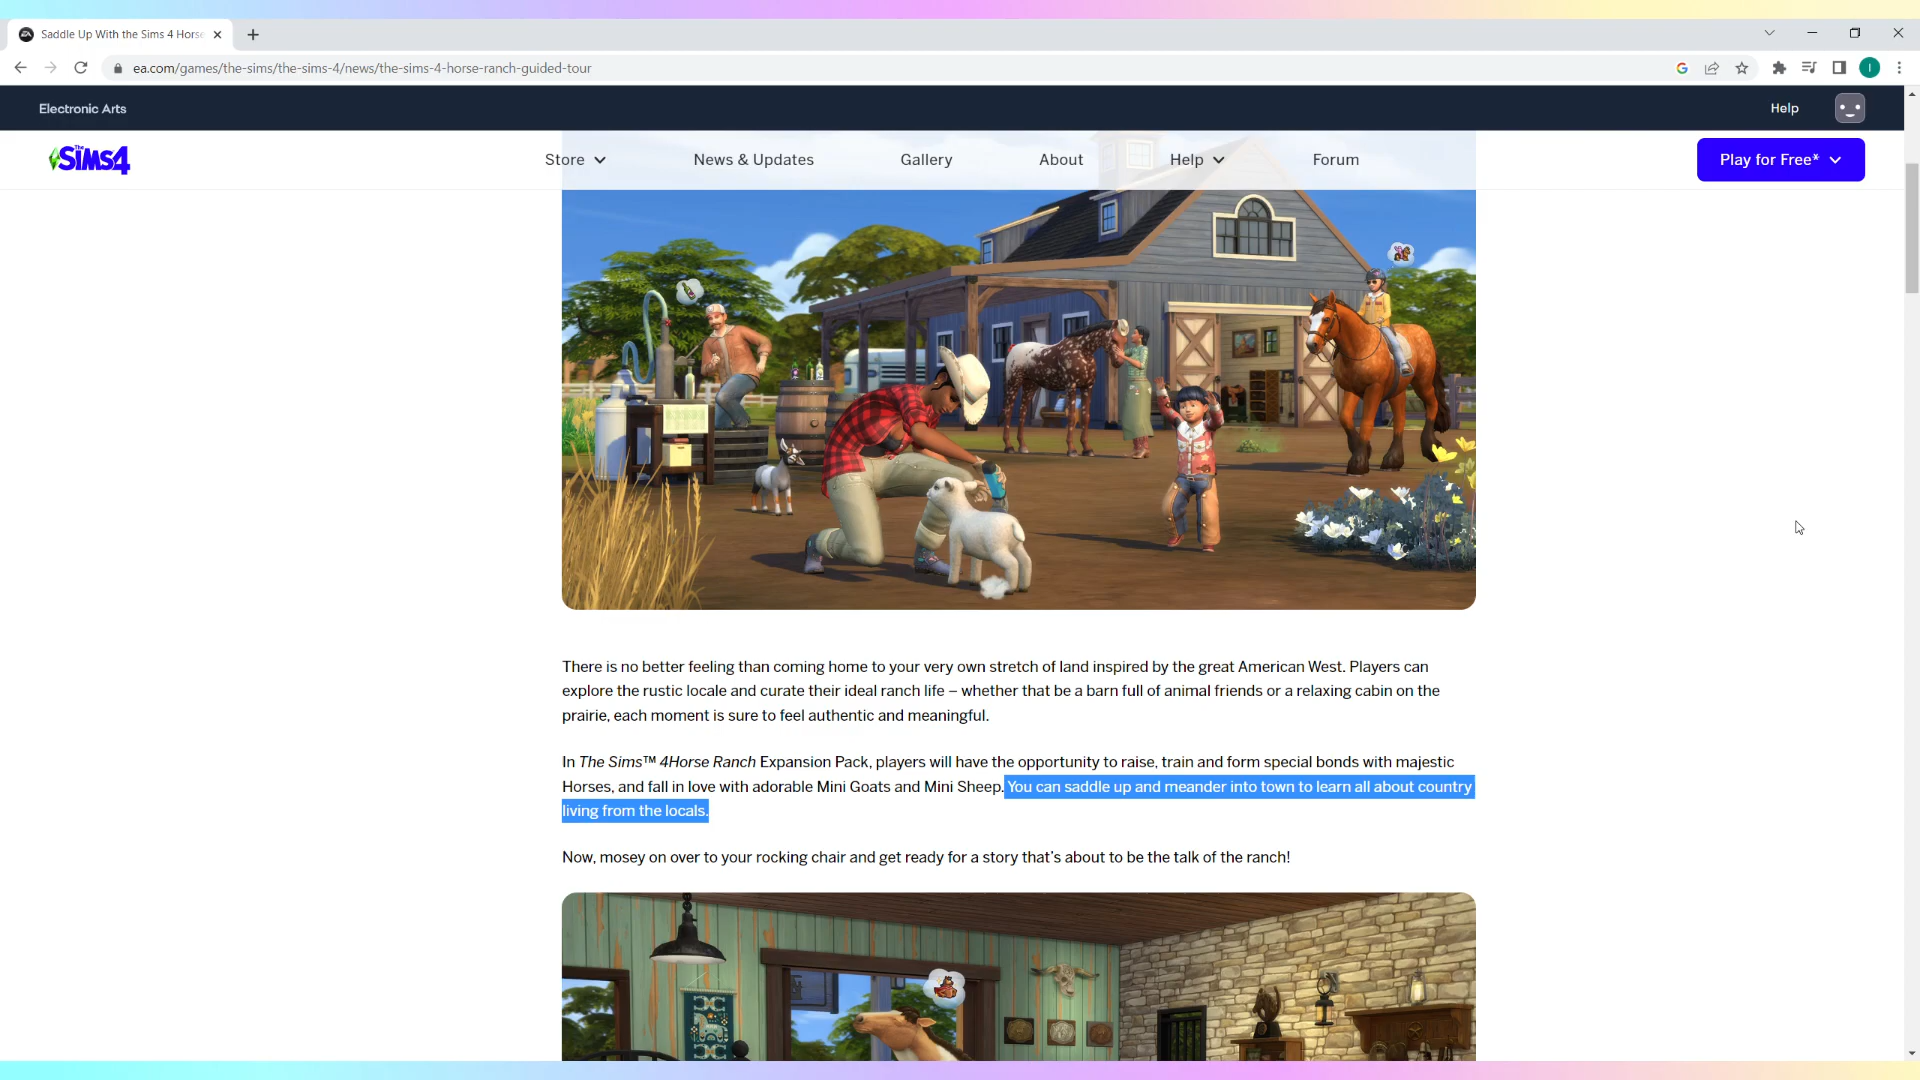 Saddle Up With the Sims 4 Horse
ea.com/games/the-sims/the-sims-4/news/the-sims-4-horse-ranch-guided-tour
I
Electronic Arts
Help
The SIMS4
Store
News & Updates
Gallery
About
Help
Forum
Play for Free*
There is no better feeling than coming home to your very own stretch of land inspired by the great American West. Players can
explore the rustic locale and curate their ideal ranch life – whether that be a barn full of animal friends or a relaxing cabin on the
prairie, each moment is sure to feel authentic and meaningful.
In The Sims™ 4Horse Ranch Expansion Pack, players will have the opportunity to raise, train and form special bonds with majestic
Horses, and fall in love with adorable Mini Goats and Mini Sheep. You can saddle up and meander into town to learn all about country
living from the locals.
Now, mosey on over to your rocking chair and get ready for a story that's about to be the talk of the ranch!